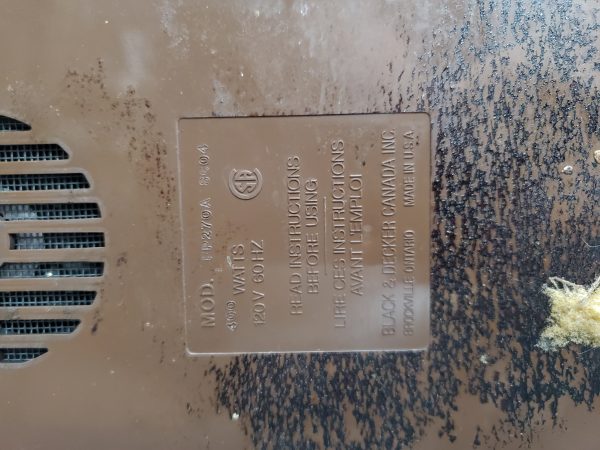 MOD.
WATTS
120V 60HZ
READ INSTRUCTIONS
BEFORE USING
LIRE CES INSTRUCTIONS
AVANT L'EMPLOI
BLACK & DECKER CANADA INC.
BROCKVILLE ONTARIO MADE IN U.S.A.